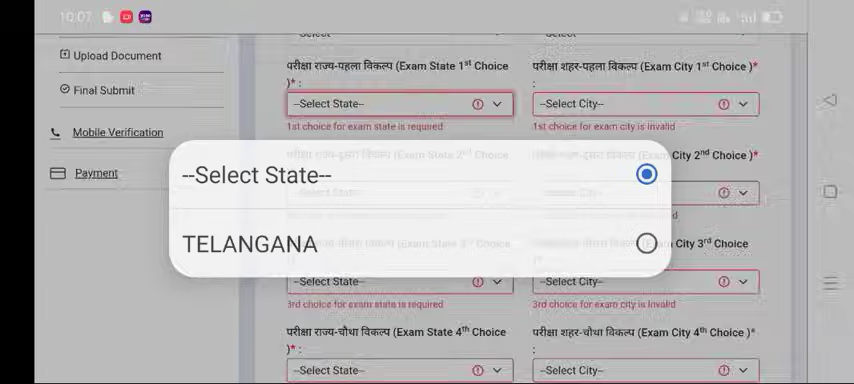 10:07
Select
Select
Upload Document
Final Submit
Mobile Verification
Payment
परीक्षा राज्य-पहला विकल्प (Exam State 1st Choice
)* :
परीक्षा शहर-पहला विकल्प (Exam City 1st Choice )*
:
--Select State--
--Select City--
1st choice for exam state is required
1st choice for exam city is invalid
City 2nd Choice )*
--Select State--
TELANGANA
City 3rd Choice
--Select State--
--Select City--
3rd choice for exam state is required
3rd choice for exam city is invalid
परीक्षा राज्य-चौथा विकल्प (Exam State 4th Choice
)* :
परीक्षा शहर-चौथा विकल्प (Exam City 4th Choice )*
:
--Select State--
--Select City--